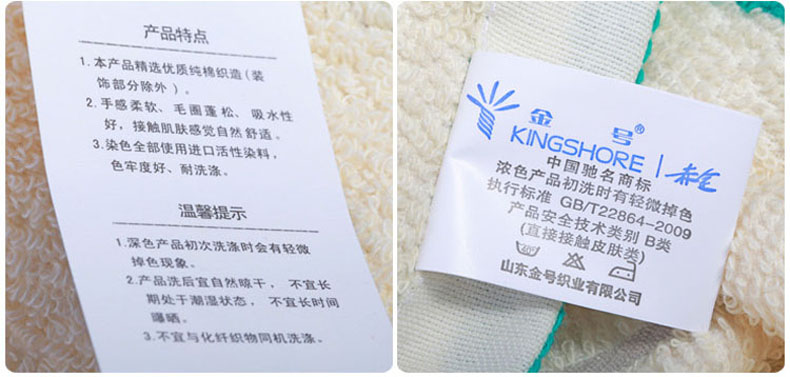 产品特点
1.本产品精选优质纯棉织造(装
饰部分除外)。
2.手感柔软、毛圈蓬松、吸水性
好，接触肌肤感觉自然舒适。
3.染色全部使用进口活性染料，
色牢度好、耐洗涤。
温馨提示
1.深色产品初次洗涤时会有轻微
掉色现象。
2.产品洗后宜自然晾干，不宜长
期处于潮湿状态，不宜长时间
曝晒。
3.不宜与化纤织物同机洗涤。
金号®
KINGSHORE
中国驰名商标
浓色产品初洗时有轻微掉色
执行标准 GB/T22864-2009
产品安全技术类别 B类
(直接接触皮肤类)
山东金号织业有限公司